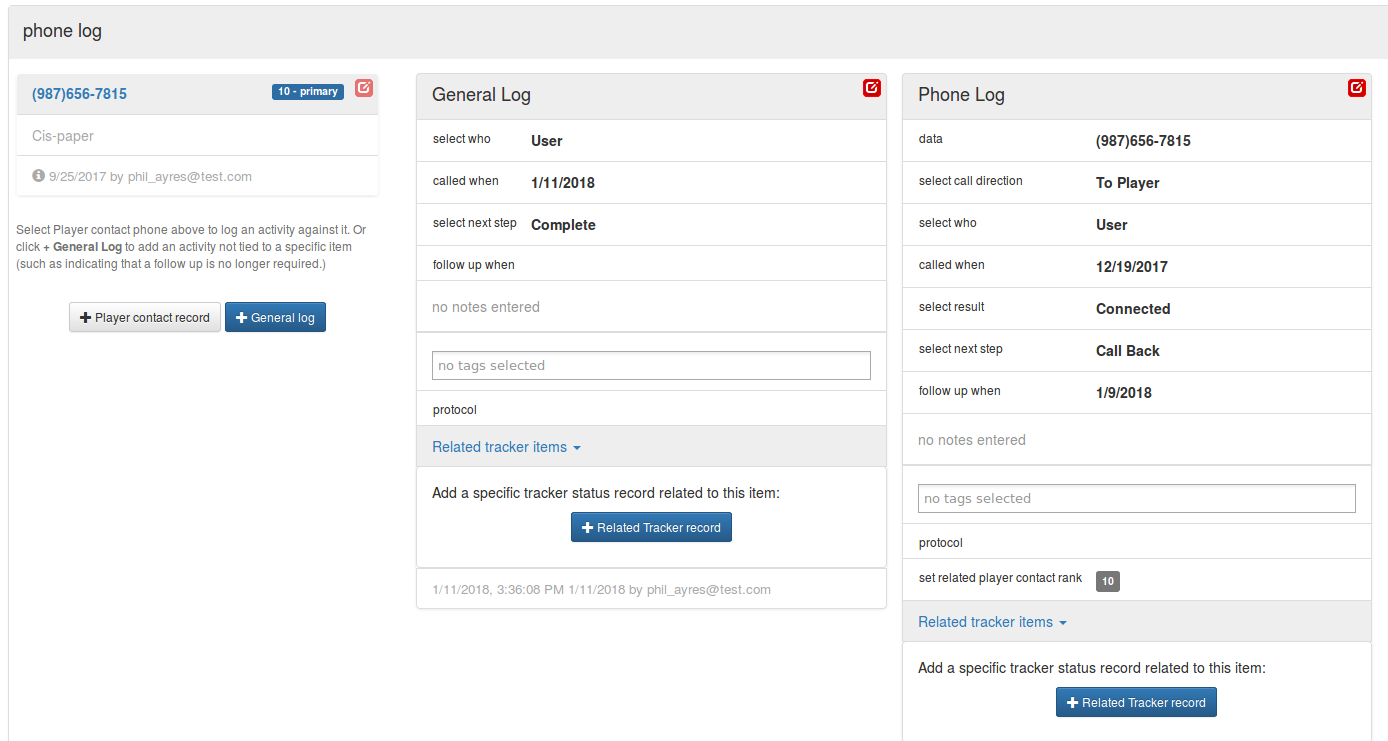 phone log
(987)656-7815 10 - primary
Cis-paper
9/25/2017 by phil_ayres@test.com
Select Player contact phone above to log an activity against it. Or
click + General Log to add an activity not tied to a specific item
(such as indicating that a follow up is no longer required.)
Player contact record
General log
General Log
select who User
called when 1/11/2018
select next step Complete
follow up when
no notes entered
no tags selected
protocol
Related tracker items
Add a specific tracker status record related to this item:
Related Tracker record
1/11/2018, 3:36:08 PM 1/11/2018 by phil_ayres@test.com
Phone Log
data (987)656-7815
select call direction To Player
select who User
called when 12/19/2017
select result Connected
select next step Call Back
follow up when 1/9/2018
no notes entered
no tags selected
protocol
set related player contact rank 10
Related tracker items
Add a specific tracker status record related to this item:
Related Tracker record